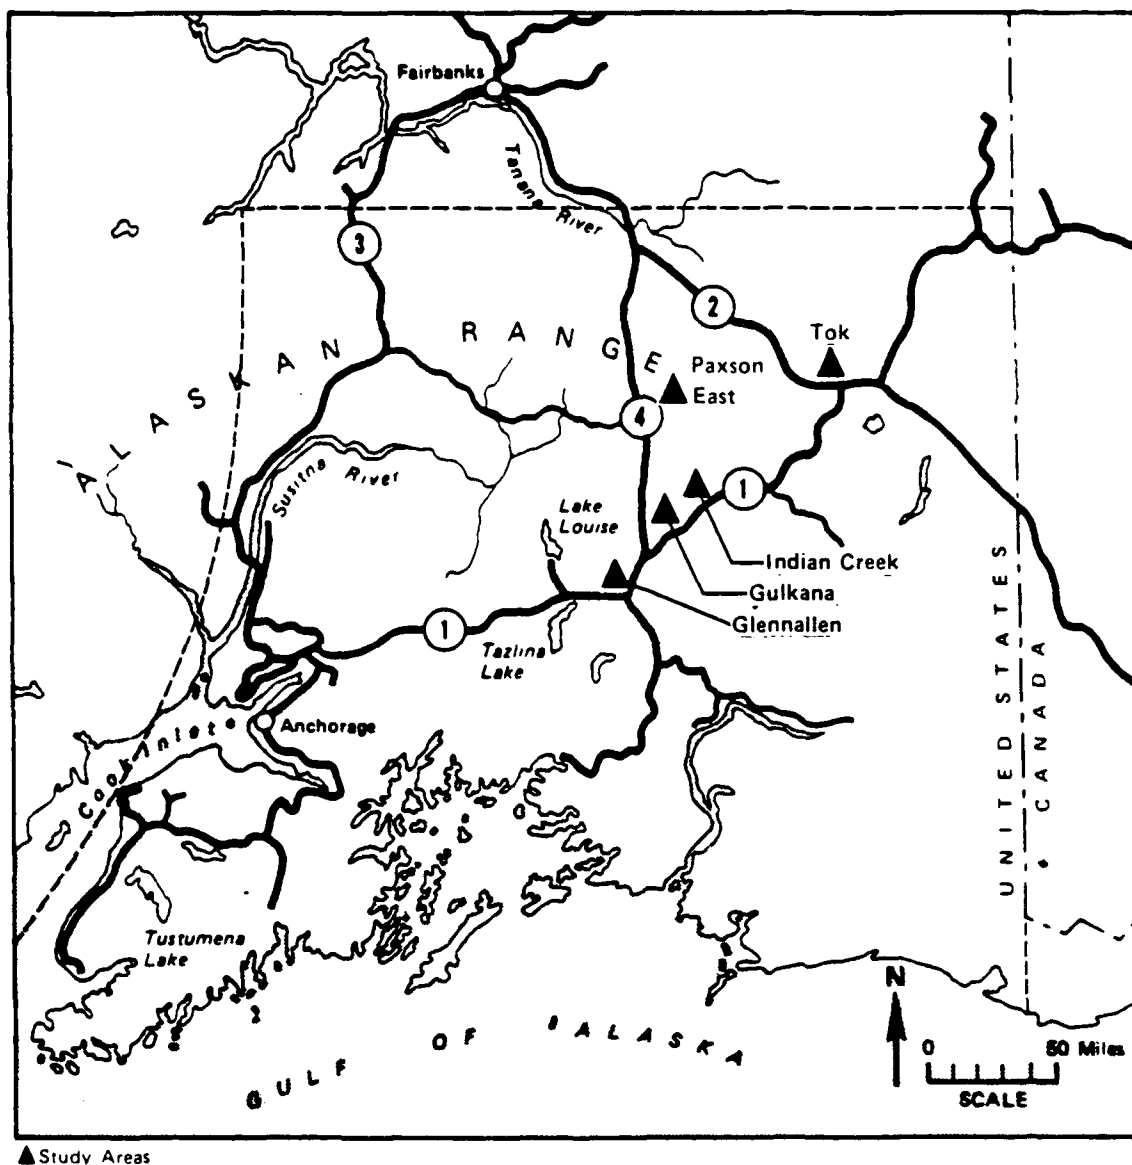 Fairbanks
Tanana River
3
2
ALASKAN RANGE
Tok
Paxson
East
4
Susitna River
1
Lake
Louise
Indian Creek
Gulkana
Glennallen
1
Tazlina
Lake
Anchorage
Cook Inlet
UNITED STATES
CANADA
Tustumena
Lake
GULF OF ALASKA
N
0 50 Miles
SCALE
Study Areas